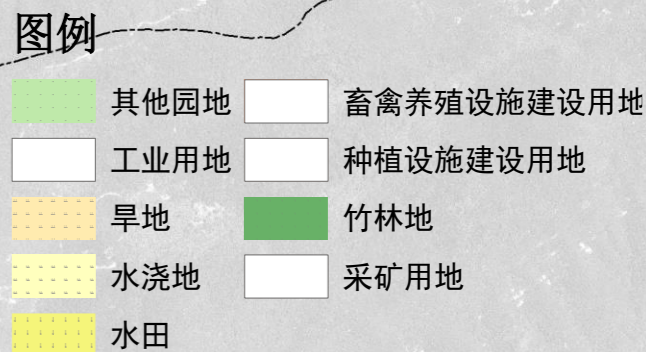 图例
其他园地
畜禽养殖设施建设用地
工业用地
种植设施建设用地
旱地
竹林地
水浇地
采矿用地
水田